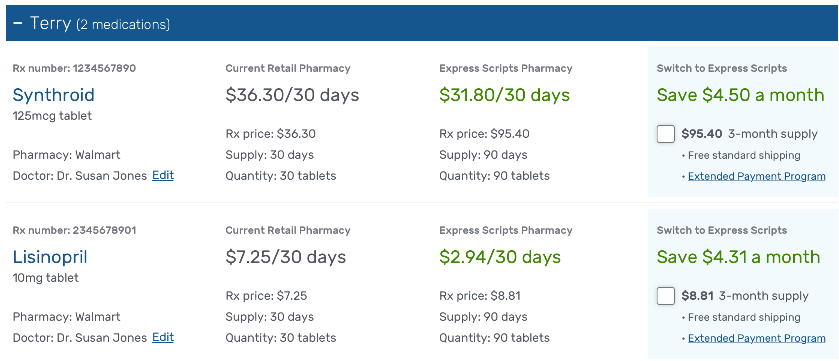 − Terry (2 medications)
Rx number: 1234567890
Synthroid
125mcg tablet
Pharmacy: Walmart
Doctor: Dr. Susan Jones Edit
Current Retail Pharmacy
$36.30/30 days
Rx price: $36.30
Supply: 30 days
Quantity: 30 tablets
Express Scripts Pharmacy
$31.80/30 days
Rx price: $95.40
Supply: 90 days
Quantity: 90 tablets
Switch to Express Scripts
Save $4.50 a month
$95.40 3-month supply
• Free standard shipping
• Extended Payment Program
Rx number: 2345678901
Lisinopril
10mg tablet
Pharmacy: Walmart
Doctor: Dr. Susan Jones Edit
Current Retail Pharmacy
$7.25/30 days
Rx price: $7.25
Supply: 30 days
Quantity: 30 tablets
Express Scripts Pharmacy
$2.94/30 days
Rx price: $8.81
Supply: 90 days
Quantity: 90 tablets
Switch to Express Scripts
Save $4.31 a month
$8.81 3-month supply
• Free standard shipping
• Extended Payment Program